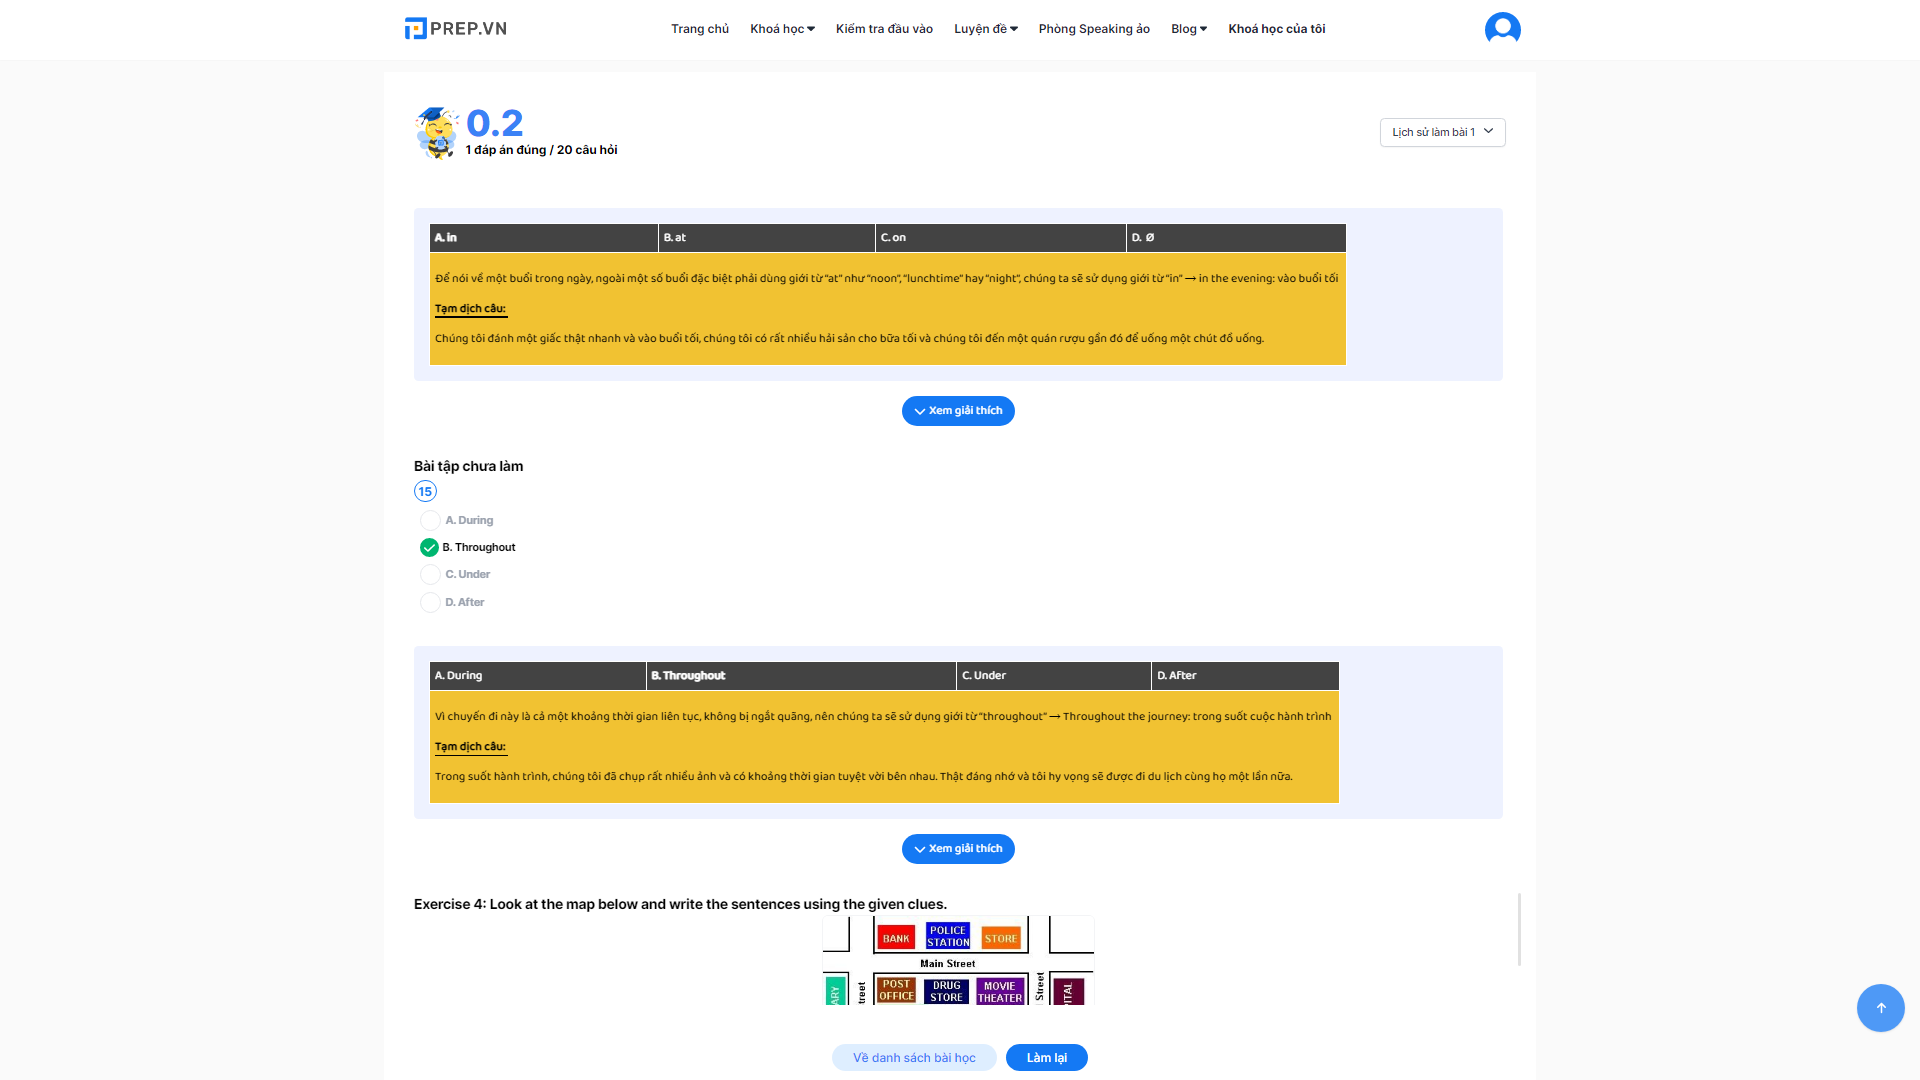 PREP.VN
Trang chủ Khoá học Kiểm tra đầu vào Luyện đề Phòng Speaking ảo Blog Khoá học của tôi
0.2
1 đáp án đúng / 20 câu hỏi
Lịch sử làm bài 1
A. in B. at C. on D. Ø
Để nói về một buổi trong ngày, ngoài một số buổi đặc biệt phải dùng giới từ “at” như “noon”, “lunchtime” hay “night”, chúng ta sẽ sử dụng giới từ “in” → in the evening: vào buổi tối
Tạm dịch câu:
Chúng tôi đánh một giấc thật nhanh và vào buổi tối, chúng tôi có rất nhiều hải sản cho bữa tối và chúng tôi đến một quán rượu gần đó để uống một chút đồ uống.
Xem giải thích
Bài tập chưa làm
15
A. During
B. Throughout
C. Under
D. After
A. During B. Throughout C. Under D. After
Vì chuyến đi này là cả một khoảng thời gian liên tục, không bị ngắt quãng, nên chúng ta sẽ sử dụng giới từ “throughout” → Throughout the journey: trong suốt cuộc hành trình
Tạm dịch câu:
Trong suốt hành trình, chúng tôi đã chụp rất nhiều ảnh và có khoảng thời gian tuyệt vời bên nhau. Thật đáng nhớ và tôi hy vọng sẽ được đi du lịch cùng họ một lần nữa.
Xem giải thích
Exercise 4: Look at the map below and write the sentences using the given clues.
BANK POLICE STATION STORE
Main Street
POST OFFICE DRUG STORE MOVIE THEATER Street
Về danh sách bài học Làm lại